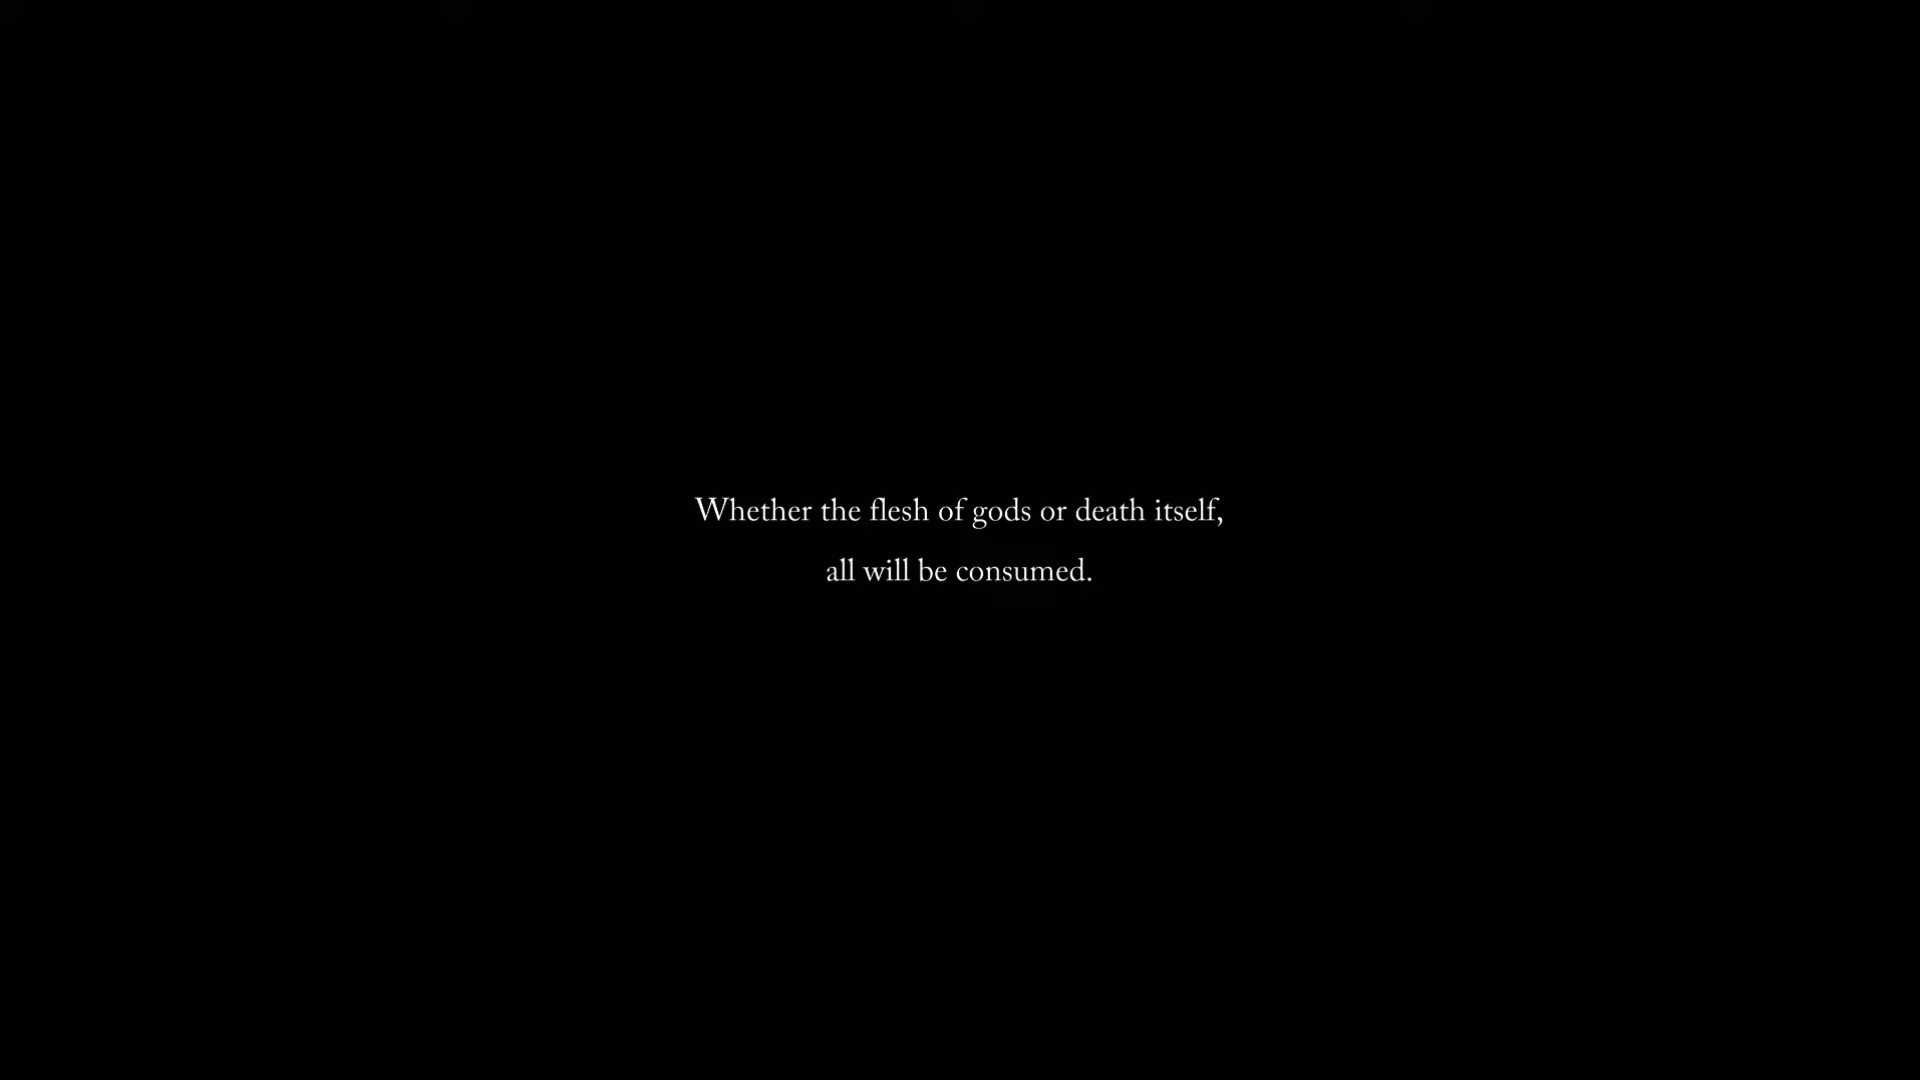 Whether the flesh of gods or death itself,
all will be consumed.